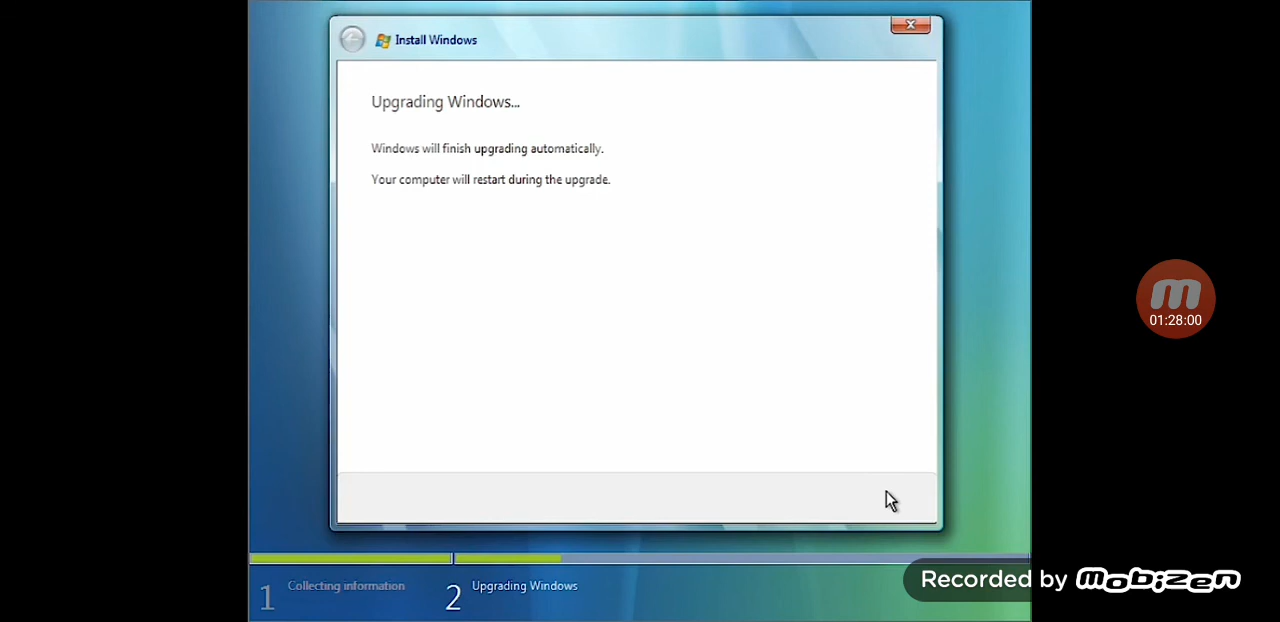 Install Windows
Upgrading Windows...
Windows will finish upgrading automatically.
Your computer will restart during the upgrade.
01:28:00
1 Collecting information
2 Upgrading Windows
Recorded by mobizen